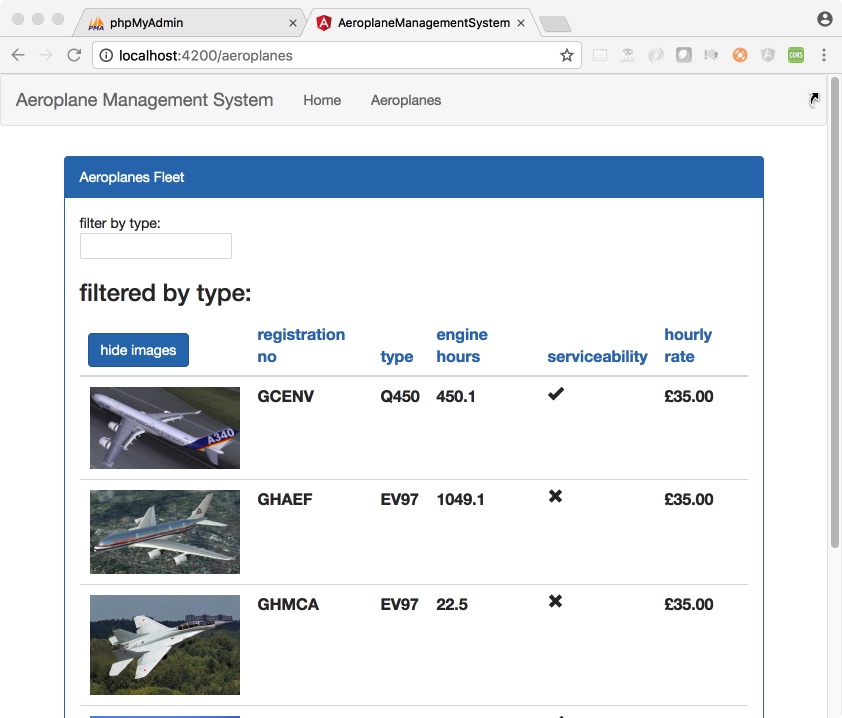 phpMyAdmin
AeroplaneManagementSystem
localhost:4200/aeroplanes
CORS
Aeroplane Management System Home Aeroplanes
Aeroplanes Fleet
filter by type:
filtered by type:
hide images
registration no
type
engine hours
serviceability
hourly rate
A340
GCENV Q450 450.1 £35.00
GHAEF EV97 1049.1 £35.00
GHMCA EV97 22.5 £35.00